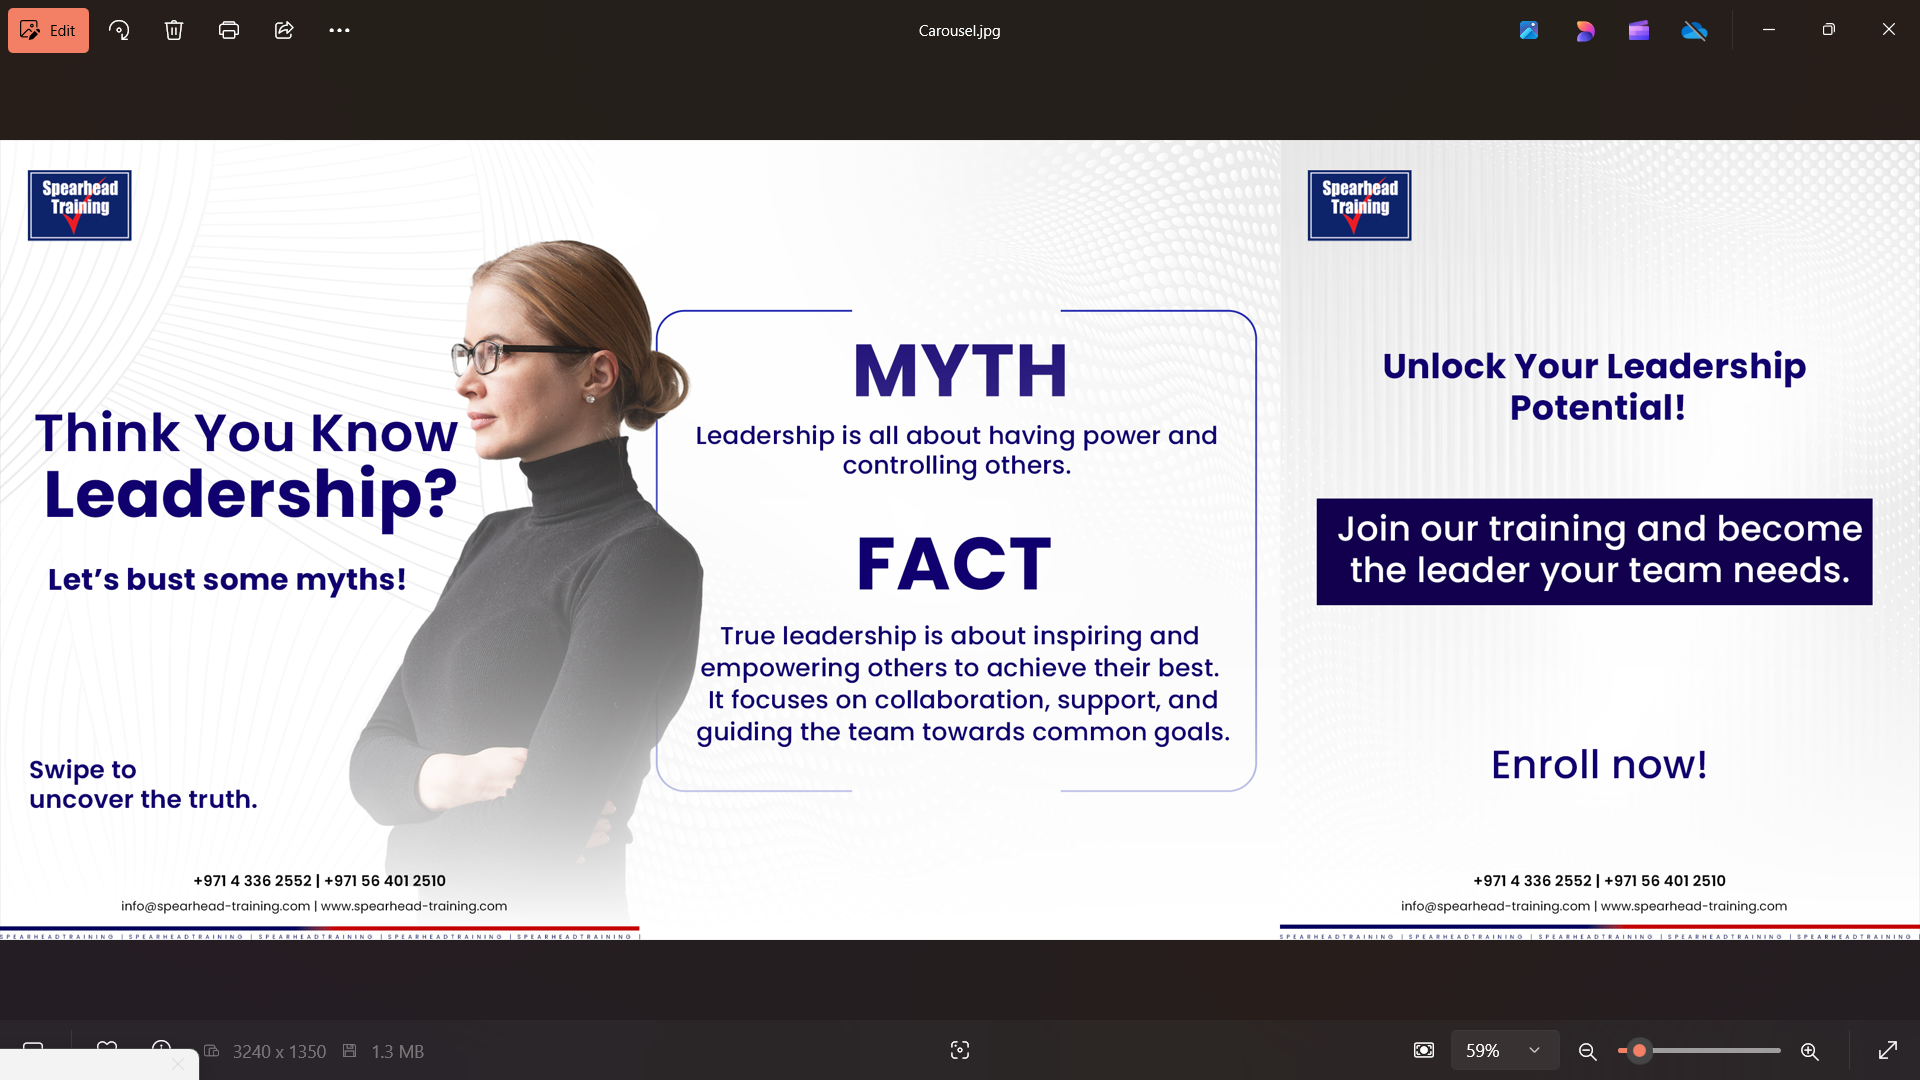 Edit
Carousel.jpg
Spearhead
Training
Think You Know
Leadership?
Let’s bust some myths!
Swipe to
uncover the truth.
+971 4 336 2552 | +971 56 401 2510
info@spearhead-training.com | www.spearhead-training.com
SPEARHEADTRAINING | SPEARHEADTRAINING | SPEARHEADTRAINING | SPEARHEADTRAINING | SPEARHEADTRAINING |
MYTH
Leadership is all about having power and
controlling others.
FACT
True leadership is about inspiring and
empowering others to achieve their best.
It focuses on collaboration, support, and
guiding the team towards common goals.
Spearhead
Training
Unlock Your Leadership
Potential!
Join our training and become
the leader your team needs.
Enroll now!
+971 4 336 2552 | +971 56 401 2510
info@spearhead-training.com | www.spearhead-training.com
SPEARHEADTRAINING | SPEARHEADTRAINING | SPEARHEADTRAINING | SPEARHEADTRAINING | SPEARHEADTRAINING |
3240 x 1350
1.3 MB
59%